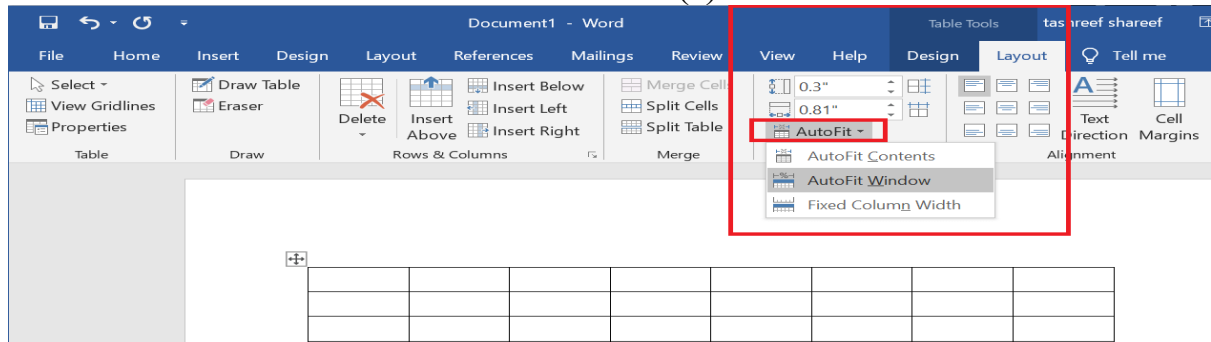 Document1 - Word
Table Tools
tashreef shareef
File Home Insert Design Layout References Mailings Review View Help Design Layout Tell me
Select
View Gridlines
Properties
Table
Draw Table
Eraser
Draw
Delete
Insert Above
Insert Below
Insert Left
Insert Right
Rows & Columns
Merge Cells
Split Cells
Split Table
Merge
0.3"
0.81"
AutoFit
AutoFit Contents
AutoFit Window
Fixed Column Width
Text Direction
Cell Margins
Alignment